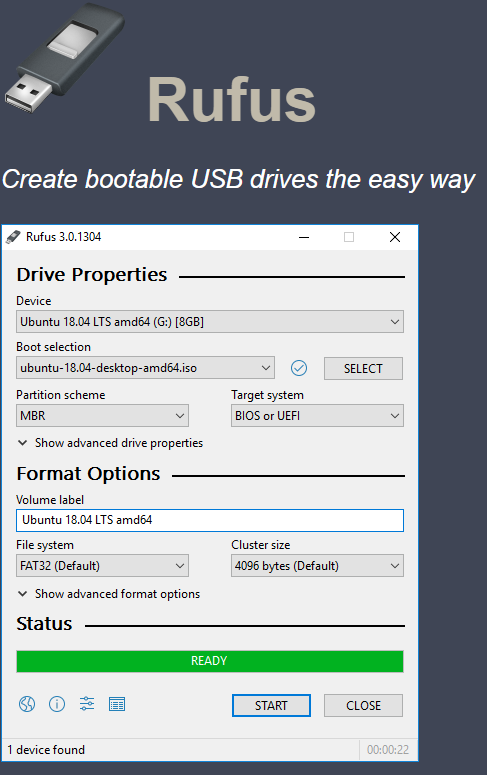 Rufus
Create bootable USB drives the easy way
Rufus 3.0.1304
Drive Properties
Device
Ubuntu 18.04 LTS amd64 (G:) [8GB]
Boot selection
ubuntu-18.04-desktop-amd64.iso
SELECT
Partition scheme
Target system
MBR
BIOS or UEFI
Show advanced drive properties
Format Options
Volume label
Ubuntu 18.04 LTS amd64
File system
Cluster size
FAT32 (Default)
4096 bytes (Default)
Show advanced format options
Status
READY
START
CLOSE
1 device found
00:00:22